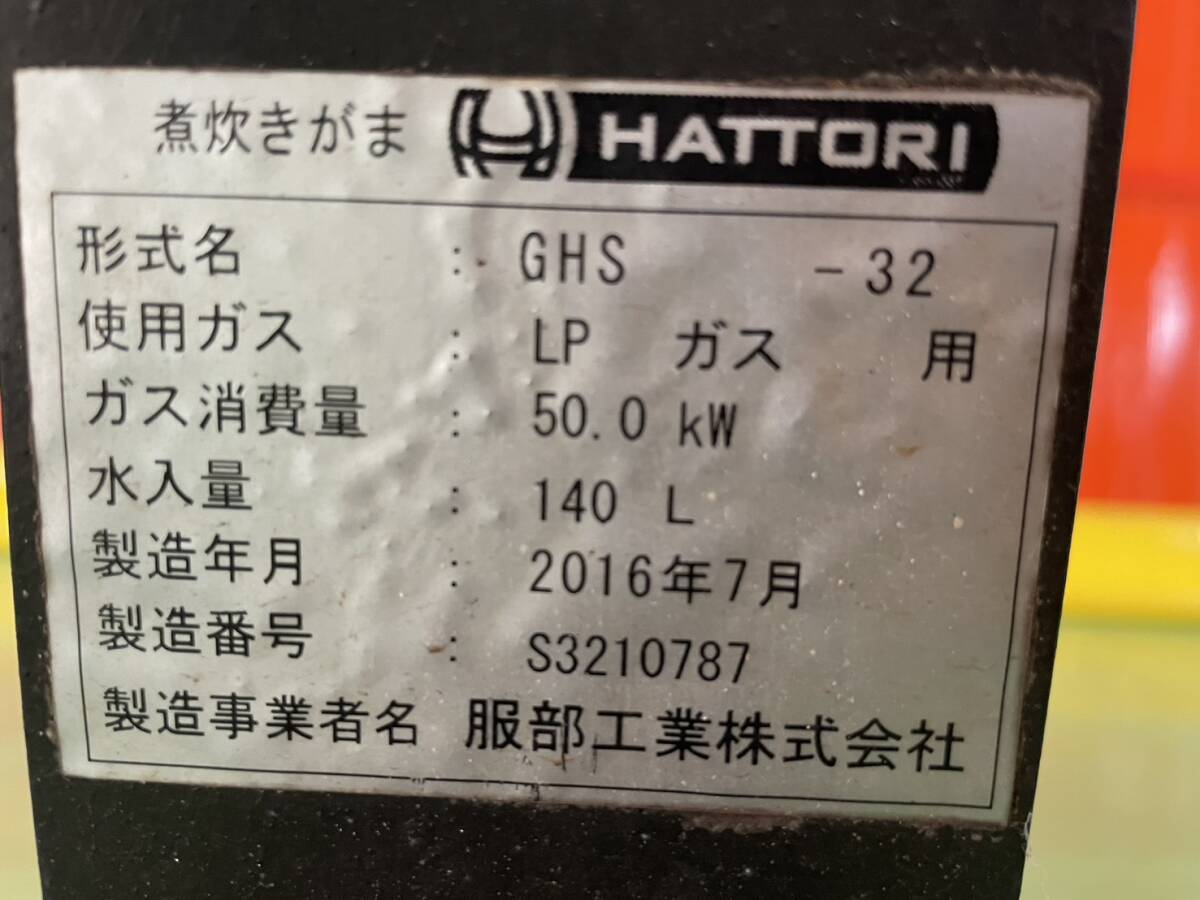 煮炊きがま HATTORI
形式名 : GHS -32
使用ガス : LP ガス 用
ガス消費量 : 50.0 kW
水入量 : 140 L
製造年月 : 2016年7月
製造番号 : S3210787
製造事業者名 服部工業株式会社